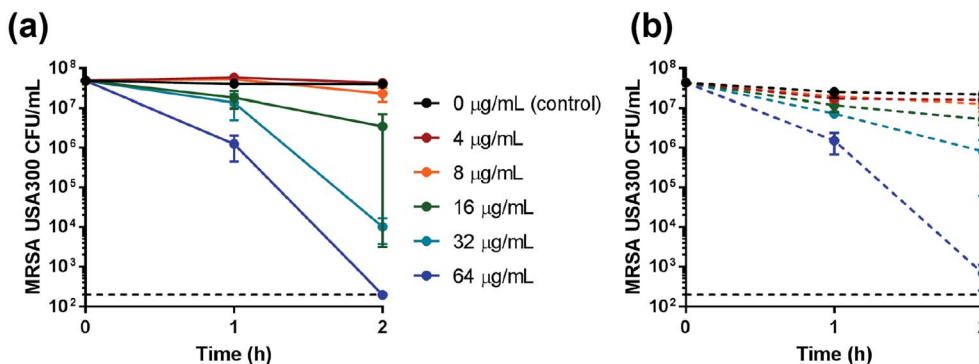 (a)
MRSA USA300 CFU/mL
10⁸
10⁷
10⁶
10⁵
10⁴
10³
10²
0
1
2
Time (h)
0 μg/mL (control)
4 μg/mL
8 μg/mL
16 μg/mL
32 μg/mL
64 μg/mL
(b)
MRSA USA300 CFU/mL
10⁸
10⁷
10⁶
10⁵
10⁴
10³
10²
0
1
Time (h)